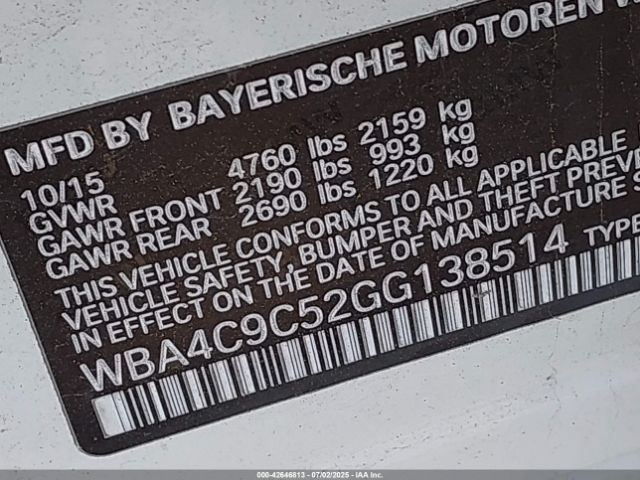 MFD BY BAYERISCHE MOTOREN W
10/15
GVWR 4760 lbs 2159 kg
GAWR FRONT 2190 lbs 993 kg
GAWR REAR 2690 lbs 1220 kg
THIS VEHICLE CONFORMS TO ALL APPLICABLE
VEHICLE SAFETY, BUMPER AND THEFT PREVE
IN EFFECT ON THE DATE OF MANUFACTURE S
WBA4C9C52GG138514 TYPE
000-42646813 - 07/02/2025 - IAAI.COM